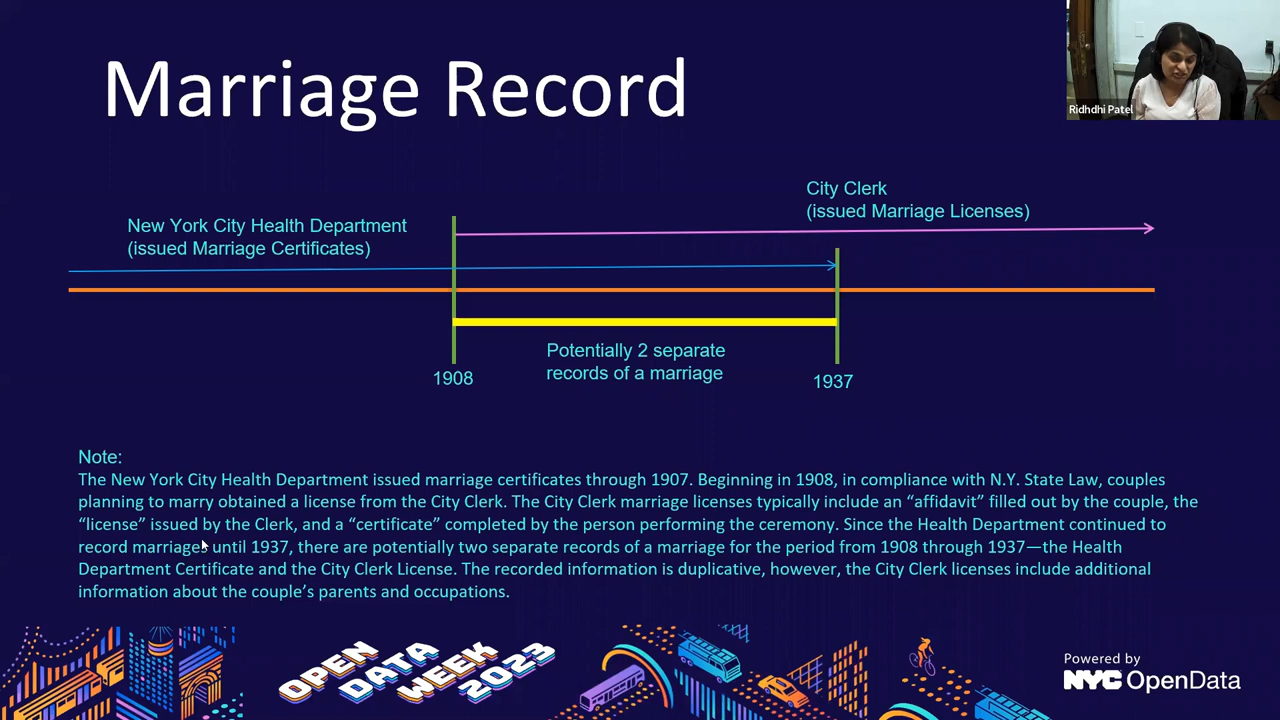 Marriage Record
Ridhdhi Patel
City Clerk
(issued Marriage Licenses)
New York City Health Department
(issued Marriage Certificates)
Potentially 2 separate
records of a marriage
1908
1937
Note:
The New York City Health Department issued marriage certificates through 1907. Beginning in 1908, in compliance with N.Y. State Law, couples
planning to marry obtained a license from the City Clerk. The City Clerk marriage licenses typically include an “affidavit” filled out by the couple, the
“license” issued by the Clerk, and a “certificate” completed by the person performing the ceremony. Since the Health Department continued to
record marriages until 1937, there are potentially two separate records of a marriage for the period from 1908 through 1937—the Health
Department Certificate and the City Clerk License. The recorded information is duplicative, however, the City Clerk licenses include additional
information about the couple’s parents and occupations.
OPEN
DATA
WEEK
2023
Powered by
NYC OpenData